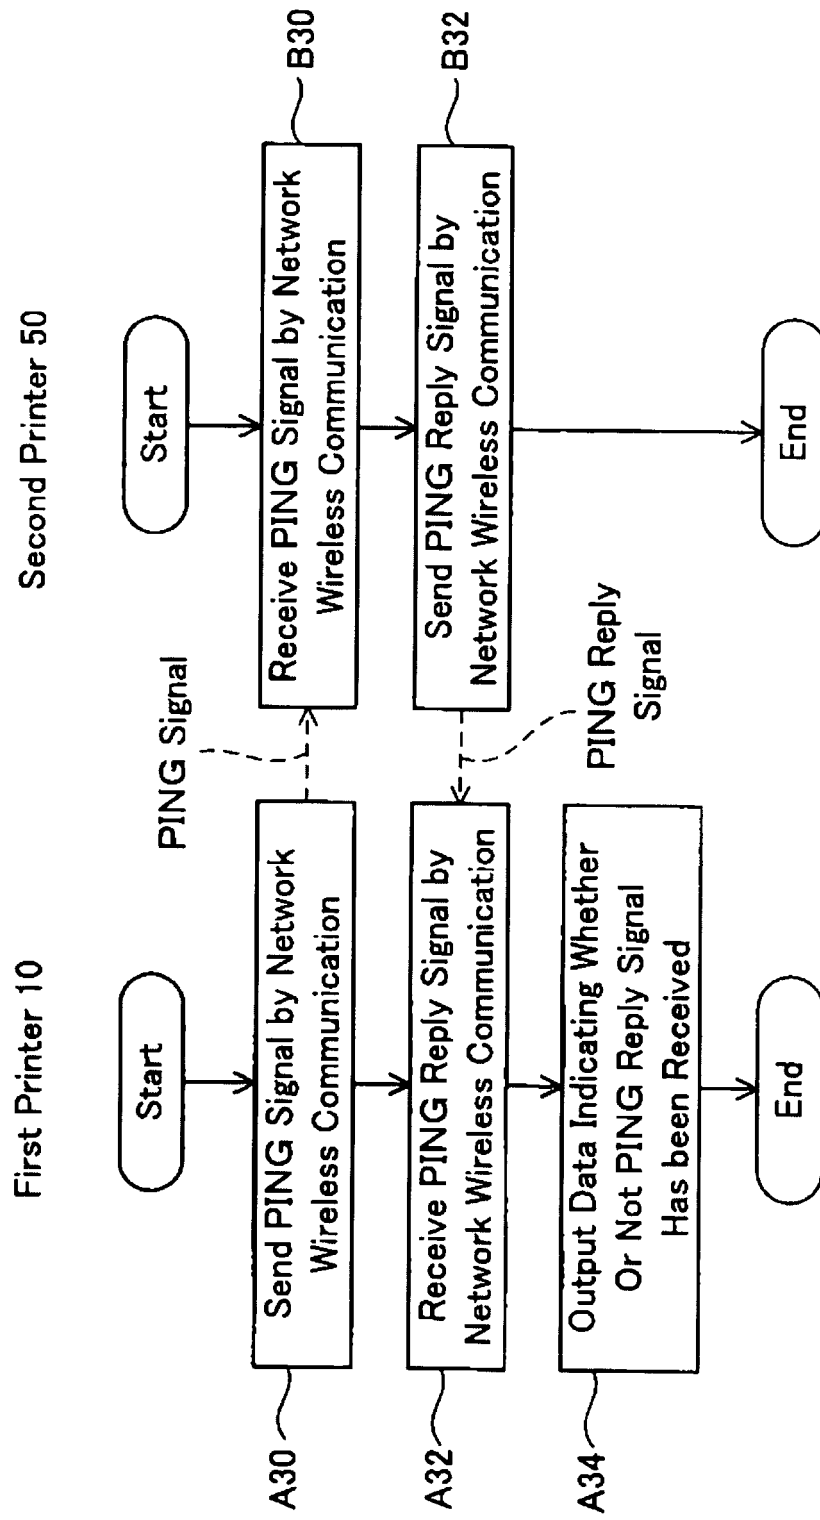 First Printer 10
Start
A30
Send PING Signal by Network
Wireless Communication
A32
Receive PING Reply Signal by
Network Wireless Communication
A34
Output Data Indicating Whether
Or Not PING Reply Signal
Has been Received
End
PING Signal
PING Reply
Signal
Second Printer 50
Start
Receive PING Signal by Network
Wireless Communication
B30
Send PING Reply Signal by
Network Wireless Communication
B32
End